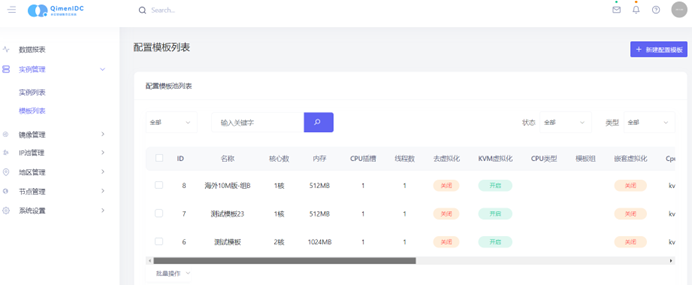 QimenIDC
Search...
数据报表
实例管理
实例列表
模板列表
镜像管理
IP池管理
地区管理
节点管理
系统设置
配置模板列表
+ 新建配置模板
配置模板池列表
全部
输入关键字
状态 全部
类型 全部
ID 名称 核心数 内存 CPU插槽 线程数 去虚拟化 KVM虚拟化 CPU类型 模板组 嵌套虚拟化 Cpu
8 海外10M版-组B 1核 512MB 1 1 关闭 开启 关闭 kv
7 测试模板23 1核 512MB 1 1 关闭 开启 关闭 kv
6 测试模板 2核 1024MB 1 1 关闭 开启 关闭 kv
批量操作